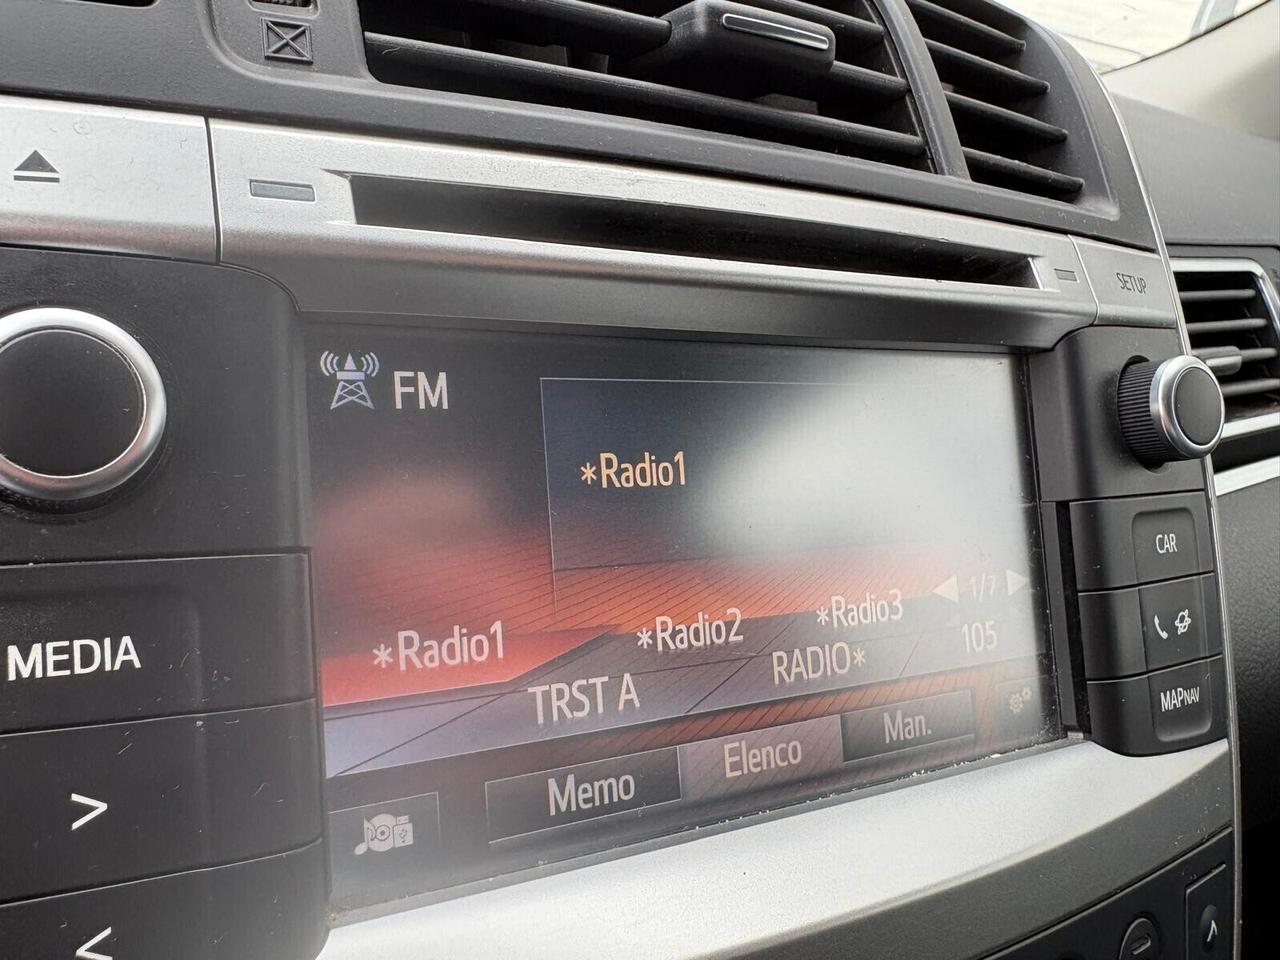 SETUP
FM
*Radio1
CAR
1/7
*Radio1 *Radio2 *Radio3
MEDIA
TRST A RADIO* 105
MAPNAV
Memo Elenco Man.
>
<